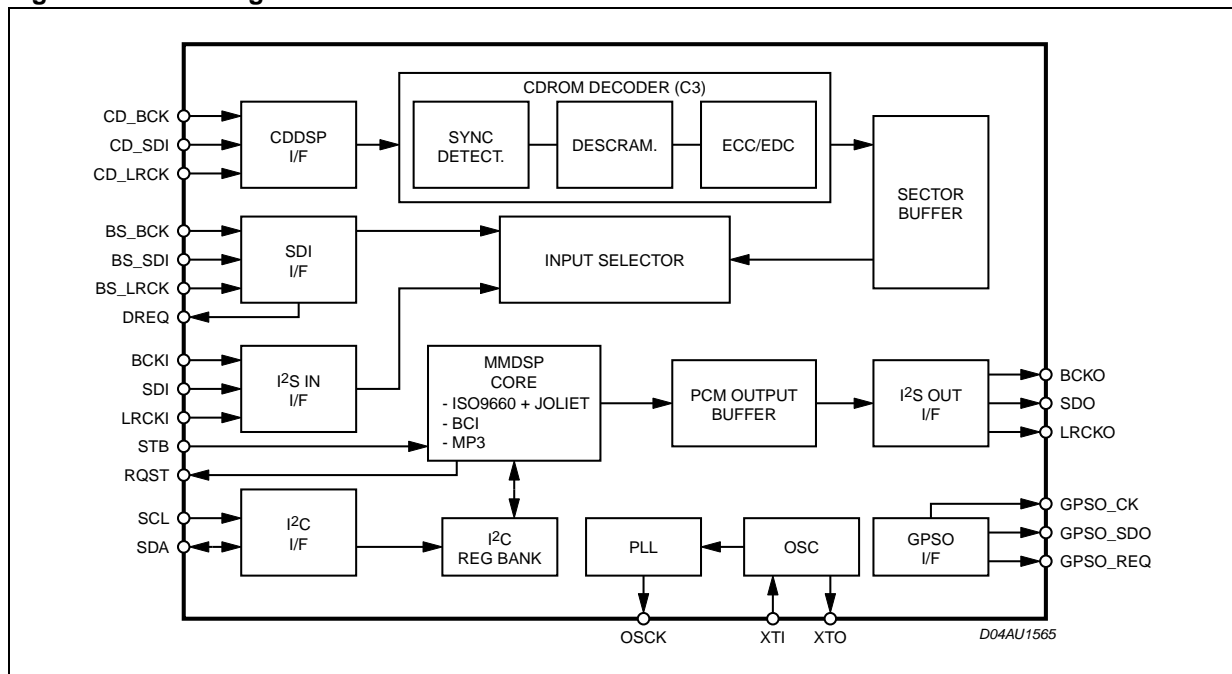 CDROM DECODER (C3)
CD_BCK
CD_SDI
CD_LRCK
CDDSP
I/F
SYNC
DETECT.
DESCRAM.
ECC/EDC
SECTOR
BUFFER
BS_BCK
BS_SDI
BS_LRCK
DREQ
SDI
I/F
INPUT SELECTOR
BCKI
SDI
LRCKI
STB
RQST
I2S IN
I/F
MMDSP
CORE
- ISO9660 + JOLIET
- BCI
- MP3
PCM OUTPUT
BUFFER
I2S OUT
I/F
BCKO
SDO
LRCKO
SCL
SDA
I2C
I/F
I2C
REG BANK
PLL
OSC
GPSO
I/F
GPSO_CK
GPSO_SDO
GPSO_REQ
OSCK
XTI
XTO
D04AU1565